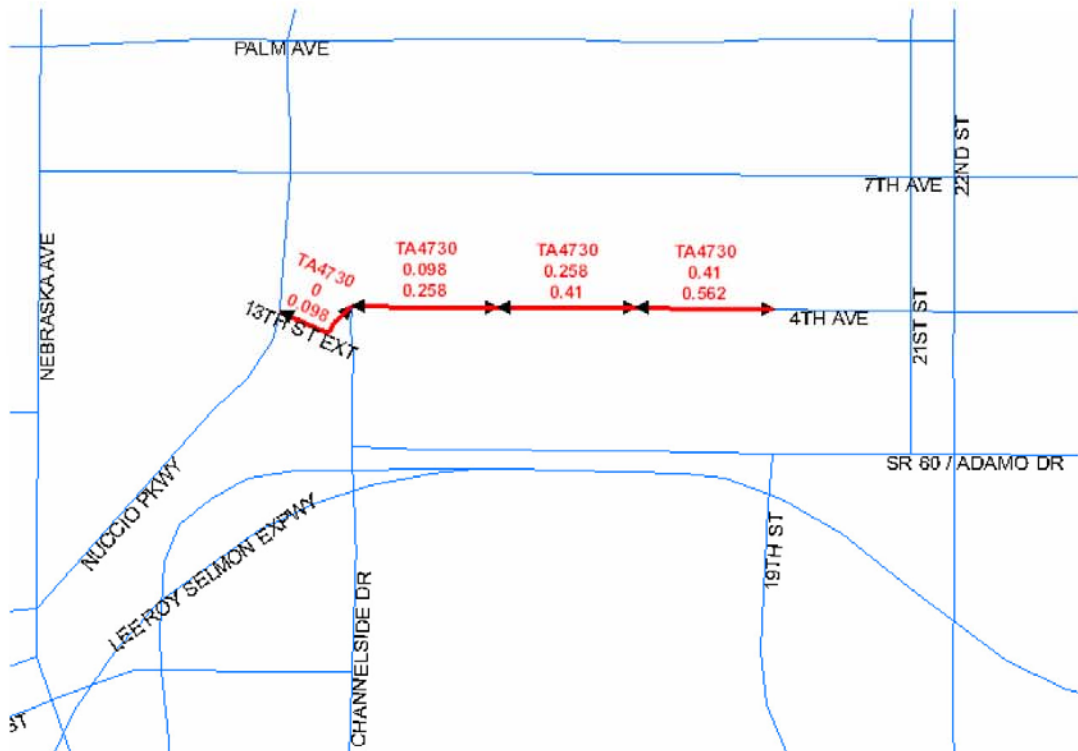 PALM AVE
22ND ST
7TH AVE
NEBRASKA AVE
TA4730
0
0.098
TA4730
0.098
0.258
TA4730
0.258
0.41
TA4730
0.41
0.562
13TH ST EXT
4TH AVE
21ST ST
SR 60 / ADAMO DR
NUCCIO PKWY
LEE ROY SELMON EXPWY
19TH ST
CHANNELSIDE DR
ST